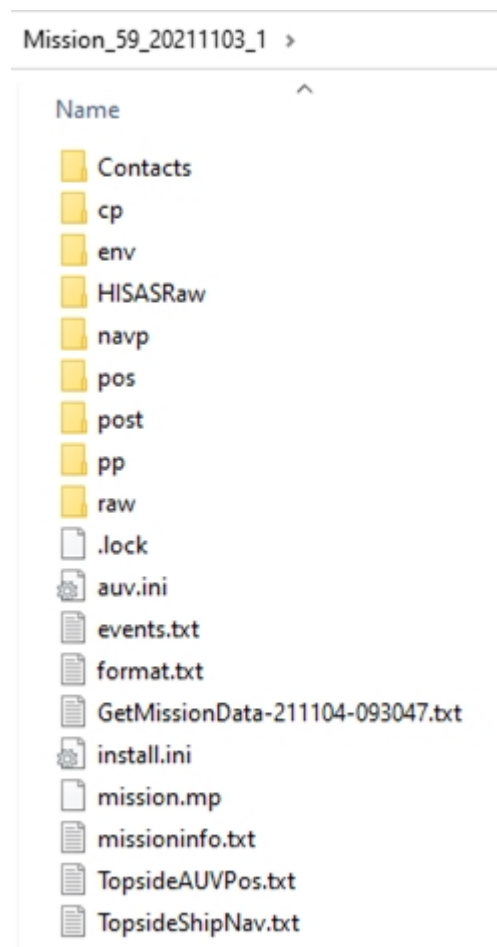 Mission_59_20211103_1
Name
Contacts
cp
env
HISASRaw
navp
pos
post
pp
raw
.lock
auv.ini
events.txt
format.txt
GetMissionData-211104-093047.txt
install.ini
mission.mp
missioninfo.txt
TopsideAUVPos.txt
TopsideShipNav.txt